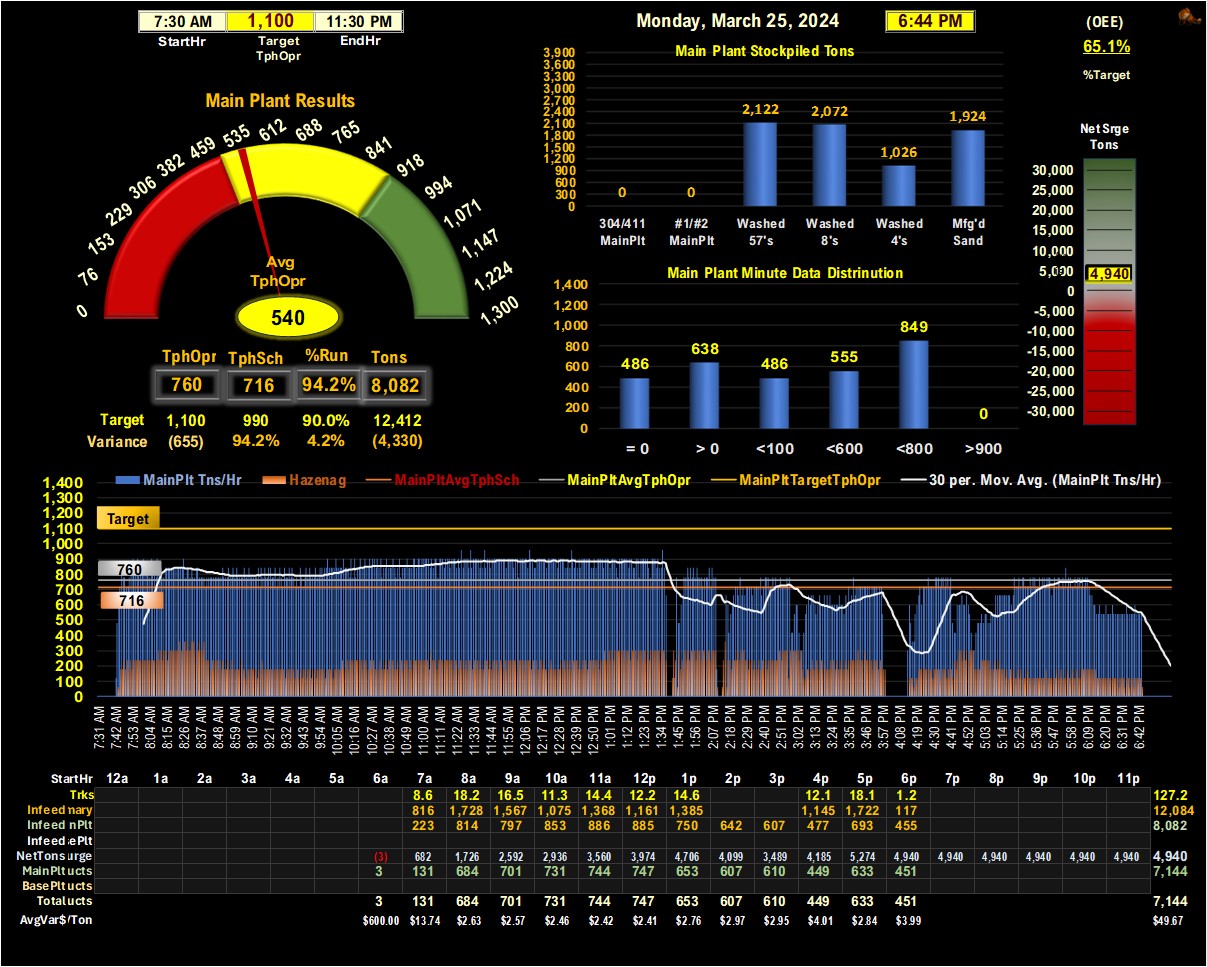 7:30 AM 1,100 11:30 PM
StartHr Target EndHr
TphOpr
Monday, March 25, 2024 6:44 PM
(OEE)
65.1%
%Target
Main Plant Results
0 76 153 229 306 382 459 535 612 688 765 841 918 994 1,071 1,147 1,224 1,300
Avg
TphOpr
540
TphOpr TphSch %Run Tons
760 716 94.2% 8,082
Target 1,100 990 90.0% 12,412
Variance (655) 94.2% 4.2% (4,330)
Main Plant Stockpiled Tons
3,900
3,600
3,300
3,000
2,700
2,400
2,100
1,800
1,500
1,200
900
600
300
0
0 0 2,122 2,072 1,026 1,924
304/411 #1/#2 Washed Washed Washed Mfg'd
MainPlt MainPlt 57's 8's 4's Sand
Main Plant Minute Data Distrinution
1,400
1,200
1,000
800
600
400
200
0
486 638 486 555 849 0
= 0 > 0 <100 <600 <800 >900
Net Srge
Tons
30,000
25,000
20,000
15,000
10,000
5,000
0
-5,000
-10,000
-15,000
-20,000
-25,000
-30,000
4,940
MainPlt Tns/Hr Hazenag MainPltAvgTphSch MainPltAvgTphOpr MainPltTargetTphOpr 30 per. Mov. Avg. (MainPlt Tns/Hr)
1,400
1,300
1,200
1,100
1,000
900
800
700
600
500
400
300
200
100
0
Target
760
716
7:31 AM 7:42 AM 7:53 AM 8:04 AM 8:15 AM 8:26 AM 8:37 AM 8:48 AM 8:59 AM 9:10 AM 9:21 AM 9:32 AM 9:43 AM 9:54 AM 10:05 AM 10:16 AM 10:27 AM 10:38 AM 10:49 AM 11:00 AM 11:11 AM 11:22 AM 11:33 AM 11:44 AM 11:55 AM 12:06 PM 12:17 PM 12:28 PM 12:39 PM 12:50 PM 1:01 PM 1:12 PM 1:23 PM 1:34 PM 1:45 PM 1:56 PM 2:07 PM 2:18 PM 2:29 PM 2:40 PM 2:51 PM 3:02 PM 3:13 PM 3:24 PM 3:35 PM 3:46 PM 3:57 PM 4:08 PM 4:19 PM 4:30 PM 4:41 PM 4:52 PM 5:03 PM 5:14 PM 5:25 PM 5:36 PM 5:47 PM 5:58 PM 6:09 PM 6:20 PM 6:31 PM 6:42 PM
StartHr 12a 1a 2a 3a 4a 5a 6a 7a 8a 9a 10a 11a 12p 1p 2p 3p 4p 5p 6p 7p 8p 9p 10p 11p
Trks 8.6 18.2 16.5 11.3 14.4 12.2 14.6 12.1 18.1 1.2 127.2
Infeed nary 816 1,728 1,567 1,075 1,368 1,161 1,385 1,145 1,722 117 12,084
Infeed nPlt 223 814 797 853 886 885 750 642 607 477 693 455 8,082
Infeed ePlt
NetTons urge (3) 682 1,726 2,592 2,936 3,560 3,974 4,706 4,099 3,489 4,185 5,274 4,940 4,940 4,940 4,940 4,940 4,940 4,940
MainPlt ucts 3 131 684 701 731 744 747 653 607 610 449 633 451 7,144
BasePlt ucts
Total ucts 3 131 684 701 731 744 747 653 607 610 449 633 451 7,144
AvgVar$/Ton $600.00 $13.74 $2.63 $2.57 $2.46 $2.42 $2.41 $2.76 $2.97 $2.95 $4.01 $2.84 $3.99 $49.67